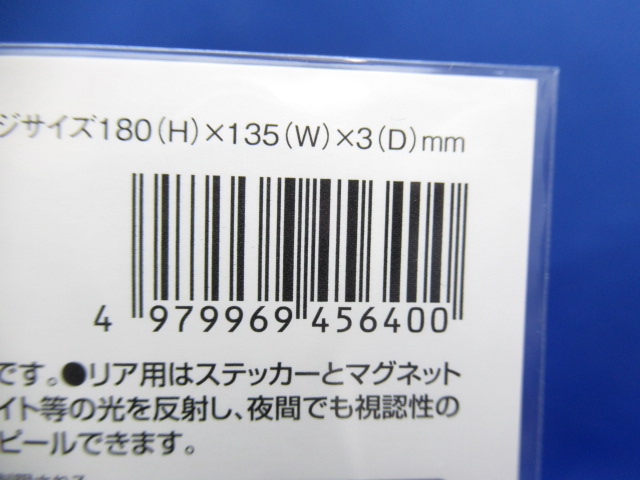 ジサイズ180(H)×135(W)×3(D)mm
4 979969 456400
です。●リア用はステッカーとマグネット
イト等の光を反射し、夜間でも視認性の
ピールできます。